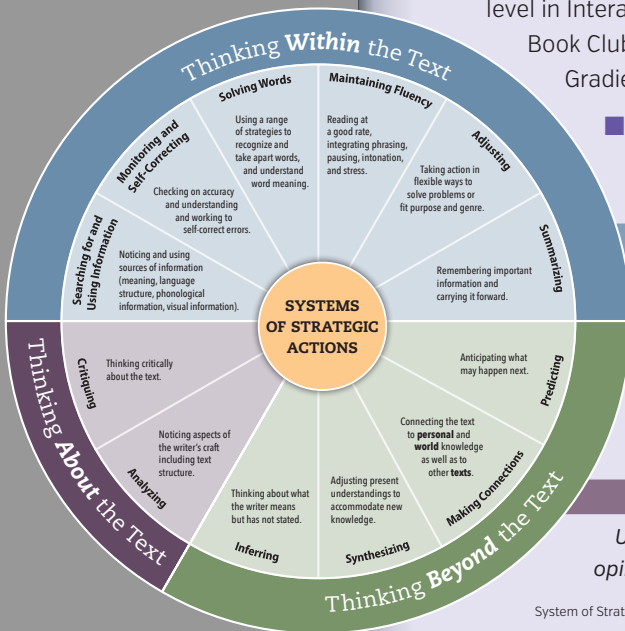 level in Intera
Book Club
Gradie
Thinking Within the Text
Searching for and
Using Information
Noticing and using
sources of information
(meaning, language
structure, phonological
information, visual information).
Monitoring and
Self-Correcting
Checking on accuracy
and understanding
and working to
self-correct errors.
Solving Words
Using a range
of strategies to
recognize and
take apart words,
and understand
word meaning.
Maintaining Fluency
Reading at
a good rate,
integrating phrasing,
pausing, intonation,
and stress.
Adjusting
Taking action in
flexible ways to
solve problems or
fit purpose and genre.
Summarizing
Remembering important
information and
carrying it forward.
SYSTEMS
OF STRATEGIC
ACTIONS
Predicting
Anticipating what
may happen next.
Making Connections
Connecting the text
to personal and
world knowledge
as well as to
other texts.
Synthesizing
Adjusting present
understandings to
accommodate new
knowledge.
Inferring
Thinking about what
the writer means
but has not stated.
Thinking Beyond the Text
Analyzing
Noticing aspects of
the writer's craft
including text
structure.
Critiquing
Thinking critically
about the text.
Thinking About the Text
U
opi
System of Strat